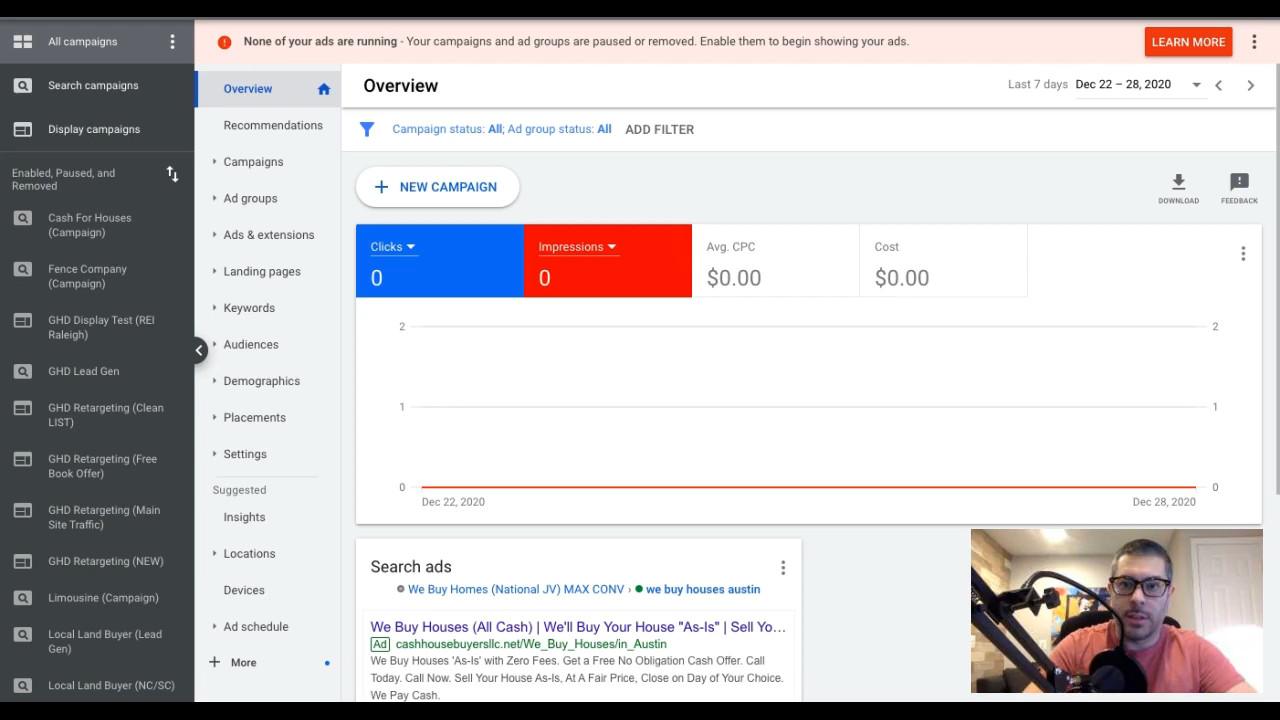 All campaigns
Search campaigns
Display campaigns
Enabled, Paused, and
Removed
Cash For Houses
(Campaign)
Fence Company
(Campaign)
GHD Display Test (REI
Raleigh)
GHD Lead Gen
GHD Retargeting (Clean
LIST)
GHD Retargeting (Free
Book Offer)
GHD Retargeting (Main
Site Traffic)
GHD Retargeting (NEW)
Limousine (Campaign)
Local Land Buyer (Lead
Gen)
Local Land Buyer (NC/SC)
None of your ads are running - Your campaigns and ad groups are paused or removed. Enable them to begin showing your ads.
LEARN MORE
Overview
Recommendations
Campaigns
Ad groups
Ads & extensions
Landing pages
Keywords
Audiences
Demographics
Placements
Settings
Suggested
Insights
Locations
Devices
Ad schedule
More
Overview
Last 7 days Dec 22 – 28, 2020
Campaign status: All; Ad group status: All ADD FILTER
NEW CAMPAIGN
DOWNLOAD
FEEDBACK
Clicks
0
Impressions
0
Avg. CPC
$0.00
Cost
$0.00
2 2
1 1
0 0
Dec 22, 2020 Dec 28, 2020
Search ads
We Buy Homes (National JV) MAX CONV › we buy houses austin
We Buy Houses (All Cash) | We'll Buy Your House "As-Is" | Sell Yo...
Ad cashhousebuyersllc.net/We_Buy_Houses/in_Austin
We Buy Houses 'As-Is' with Zero Fees. Get a Free No Obligation Cash Offer. Call
Today. Call Now. Sell Your House As-Is, At A Fair Price, Close on Day of Your Choice.
We Pay Cash.